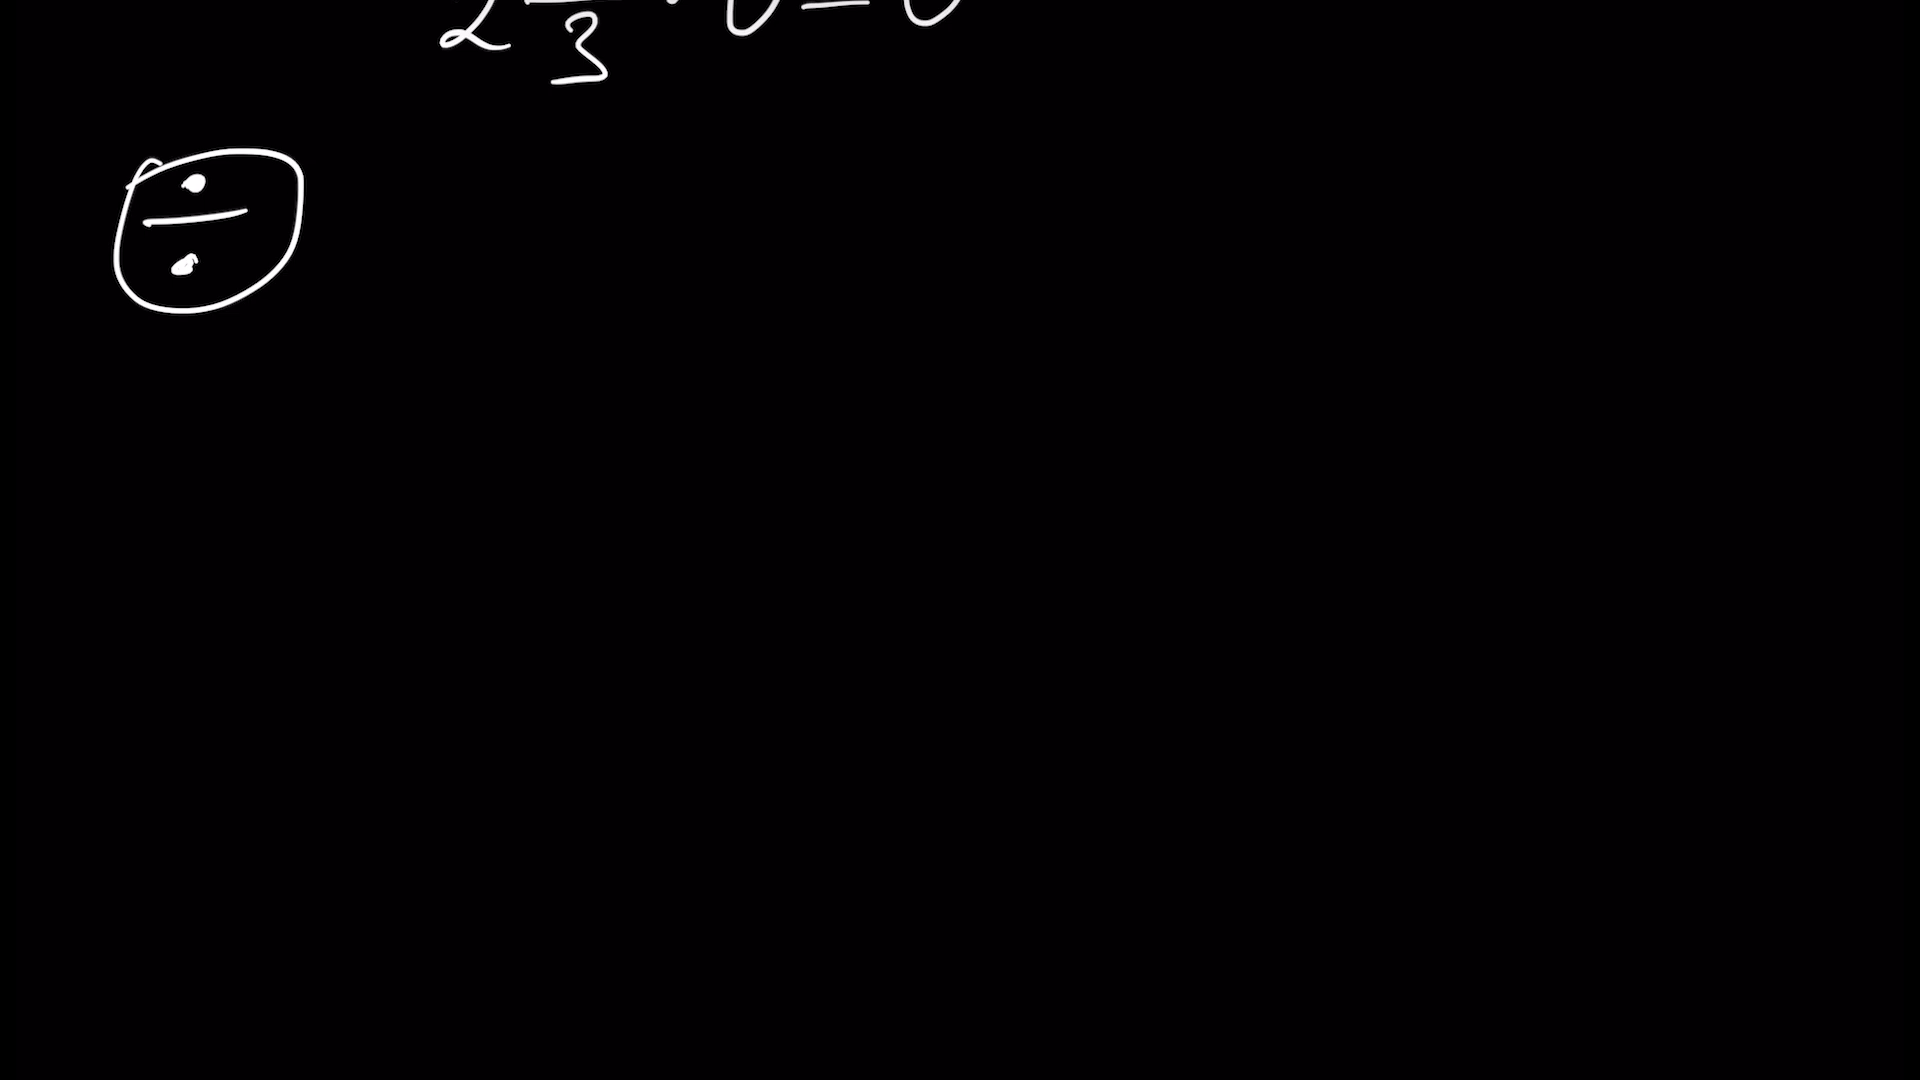 2 /3 · 0 = 0
÷